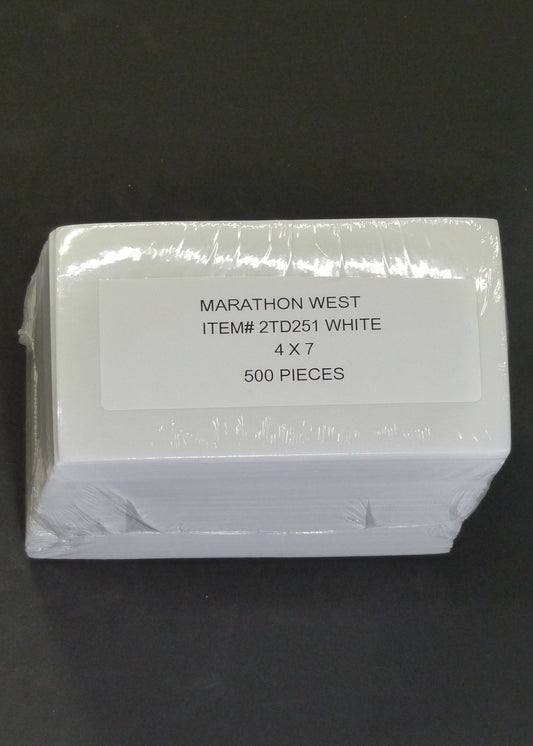 MARATHON WEST
ITEM# 2TD251 WHITE
4 X 7
500 PIECES